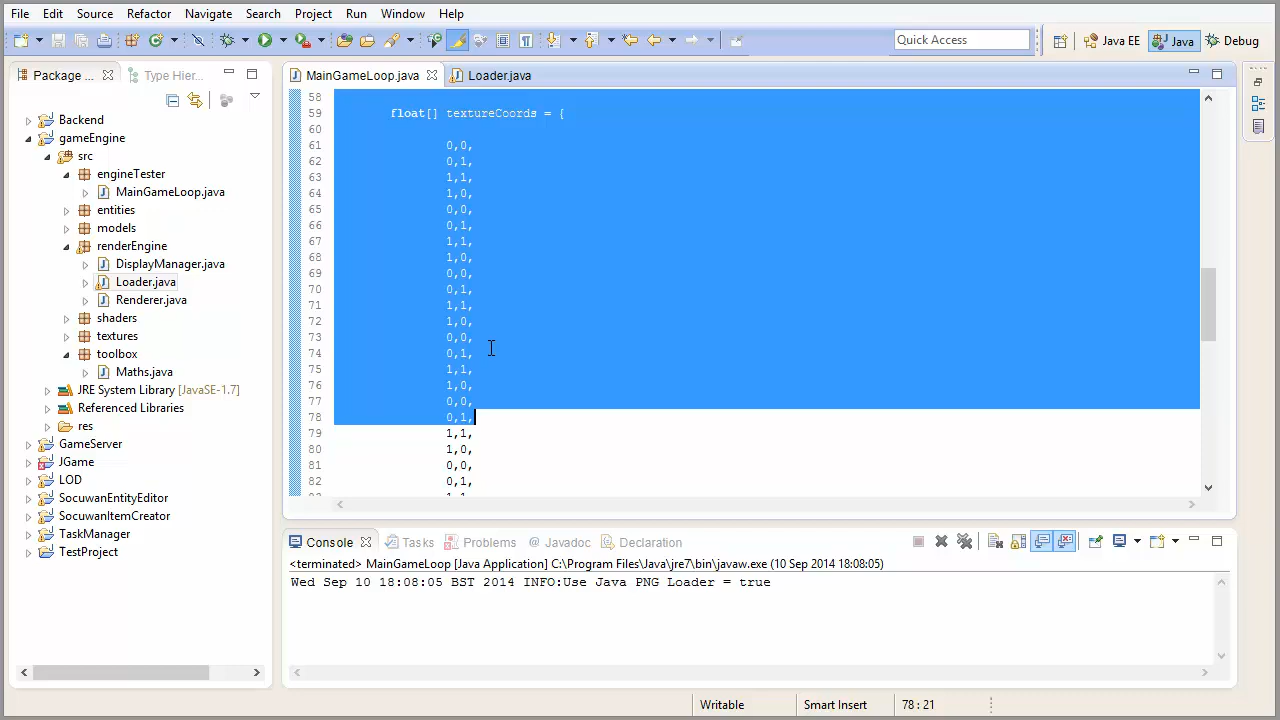 File Edit Source Refactor Navigate Search Project Run Window Help
Quick Access
Java EE
Java
Debug
Package ...
Type Hier...
MainGameLoop.java
Loader.java
Backend
gameEngine
src
engineTester
MainGameLoop.java
entities
models
renderEngine
DisplayManager.java
Loader.java
Renderer.java
shaders
textures
toolbox
Maths.java
JRE System Library [JavaSE-1.7]
Referenced Libraries
res
GameServer
JGame
LOD
SocuwanEntityEditor
SocuwanItemCreator
TaskManager
TestProject
58
59 float[] textureCoords = {
60
61 0,0,
62 0,1,
63 1,1,
64 1,0,
65 0,0,
66 0,1,
67 1,1,
68 1,0,
69 0,0,
70 0,1,
71 1,1,
72 1,0,
73 0,0,
74 0,1,
75 1,1,
76 1,0,
77 0,0,
78 0,1,
79 1,1,
80 1,0,
81 0,0,
82 0,1,
Console Tasks Problems @ Javadoc Declaration
<terminated> MainGameLoop [Java Application] C:\Program Files\Java\jre7\bin\javaw.exe (10 Sep 2014 18:08:05)
Wed Sep 10 18:08:05 BST 2014 INFO:Use Java PNG Loader = true
Writable
Smart Insert
78 : 21